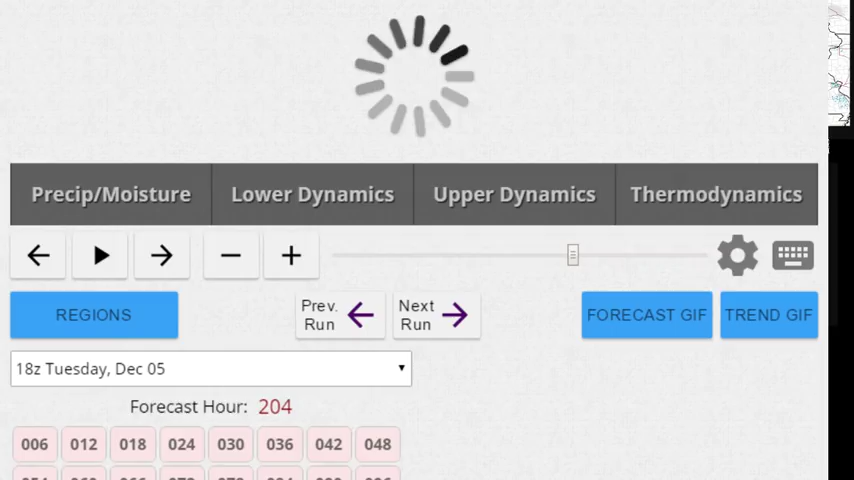 Precip/Moisture Lower Dynamics Upper Dynamics Thermodynamics
REGIONS Prev. Run Next Run FORECAST GIF TREND GIF
18z Tuesday, Dec 05
Forecast Hour: 204
006 012 018 024 030 036 042 048